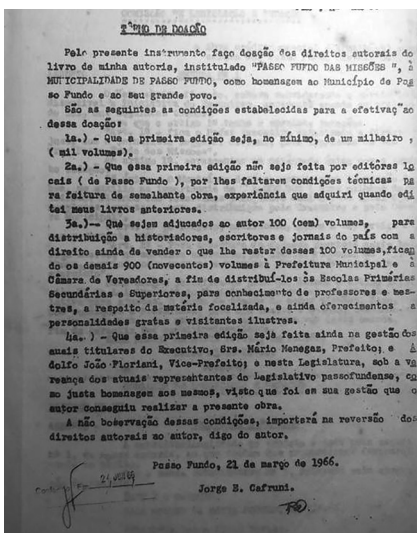 TÊRMO DE DOAÇÃO
Pelo presente instrumento faço doação dos direitos autorais do
livro de minha autoria, institulado "PASSO FUNDO DAS MISSÕES ", à
MUNICIPALIDADE DE PASSO FUNDO, como homenagem ao Município de Pas
so Fundo e ao seu grande povo.
São as seguintes as condições estabelecidas para a efetivaç ao
dessa doação:
1a.) - Que a primeira edição seja, no mínimo, de um milheiro ,
( mil volumes).
2a.) - Que essa primeira edição não seja feita por editôres lo
cais ( de Passo Fundo ), por lhes faltarem condições técnicas pa
ra feitura de semelhante obra, experiência que adquiri quando edi
tei meus livros anteriores.
3a.)- Que sejam adjucados ao autor 100 (cem) volumes, para
distribuição a historiadores, escritores e jornais do país com a
direito ainda de vender o que lhe restar desses 100 volumes,fican
do os demais 900 (novecentos) volumes à Prefeitura Municipal e à
Câmara de Vereadores, a fim de distribuí-los às Escolas Primárias
Secundárias e Superiores, para conhecimento de professores e mes-
tres, a respeito da matéria focalizada, e ainda oferecimentos a
personalidades gratas e visitantes ilustres.
4a. ) - Que essa primeira edição seja feita ainda na gestão dos
atuais titulares do Executivo, Srs. Mário Menegaz, Prefeito; e A
dolfo João Floriani, Vice-Prefeito; e nesta Legislatura, sob a ve
reança dos atuais representantes do Legislativo passofundense, co
mo justa homenagem aos mesmos, visto que foi em sua gestão que o
autor conseguiu realizar a presente obra.
A não bobservação dessas condições, importará na reversão dos
direitos autorais ao autor, digo do autor.
Passo Fundo, 21 de março de 1966.
Jorge E. Cafruni.